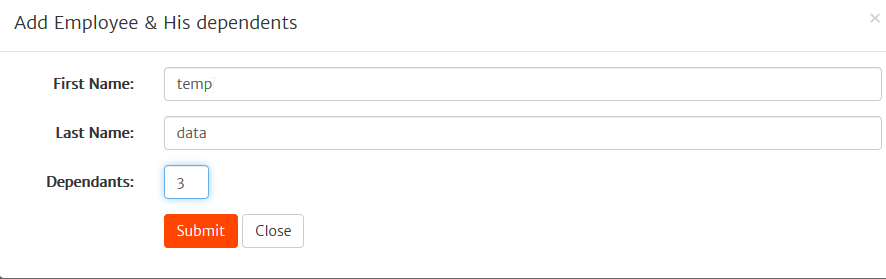 Add Employee & His dependents ×
First Name: temp
Last Name: data
Dependants: 3
Submit Close